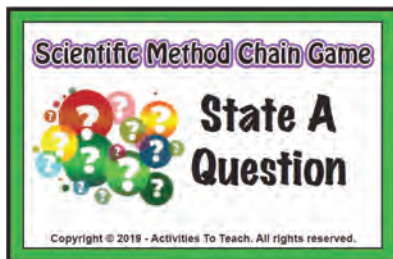 Scientific Method Chain Game
State A
Question
Copyright © 2019 - Activities To Teach. All rights reserved.